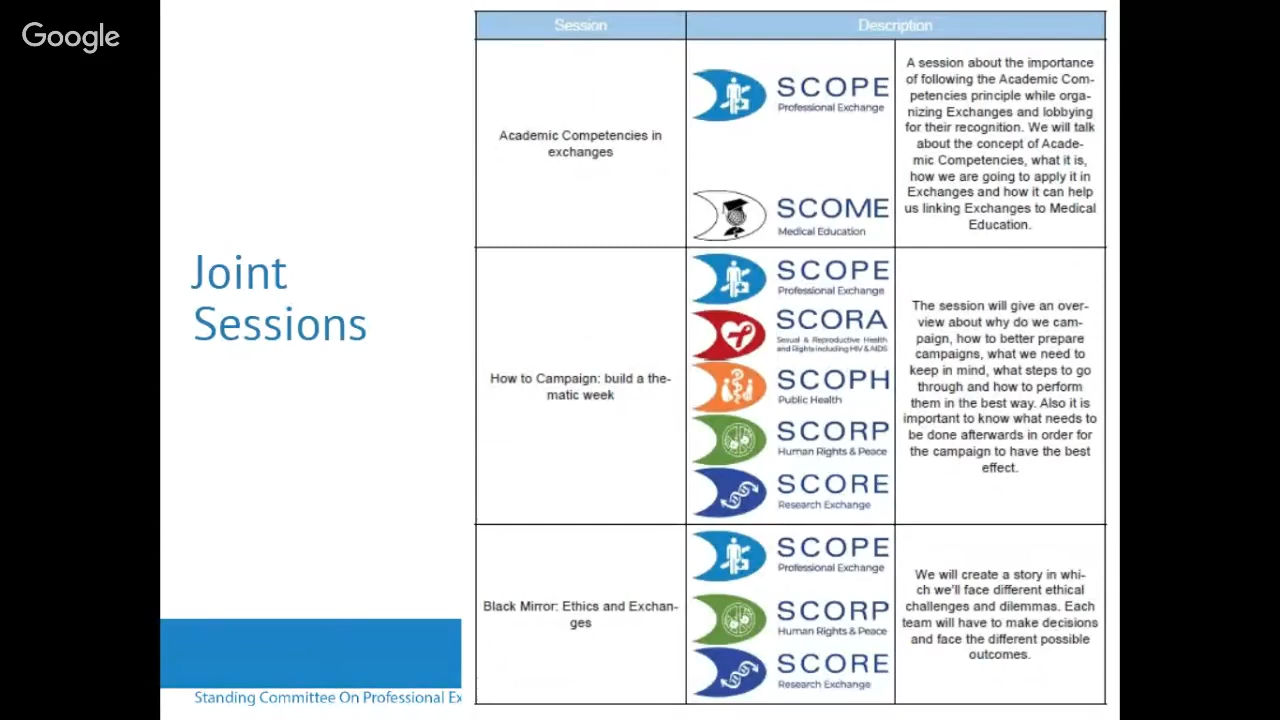 Google
Joint
Sessions
Standing Committee On Professional Ex
Session
Description
Academic Competencies in
exchanges
SCOPE
Professional Exchange
SCOME
Medical Education
A session about the importance
of following the Academic Com-
petencies principle while orga-
nizing Exchanges and lobbying
for their recognition. We will talk
about the concept of Acade-
mic Competencies, what it is,
how we are going to apply it in
Exchanges and how it can help
us linking Exchanges to Medical
Education.
How to Campaign: build a the-
matic week
SCOPE
Professional Exchange
SCORA
Sexual & Reproductive Health
and Rights including HIV & AIDS
SCOPH
Public Health
SCORP
Human Rights & Peace
SCORE
Research Exchange
The session will give an over-
view about why do we cam-
paign, how to better prepare
campaigns, what we need to
keep in mind, what steps to go
through and how to perform
them in the best way. Also it is
important to know what needs to
be done afterwards in order for
the campaign to have the best
effect.
Black Mirror: Ethics and Exchan-
ges
SCOPE
Professional Exchange
SCORP
Human Rights & Peace
SCORE
Research Exchange
We will create a story in whi-
ch we'll face different ethical
challenges and dilemmas. Each
team will have to make decisions
and face the different possible
outcomes.